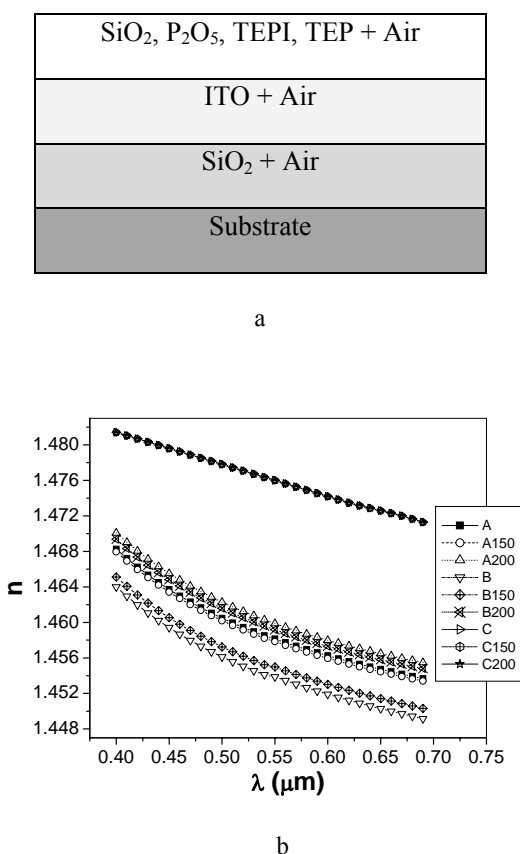 SiO₂, P₂O₅, TEPI, TEP + Air
ITO + Air
SiO₂ + Air
Substrate
a
1.480
1.476
1.472
1.468
1.464
1.460
1.456
1.452
1.448
n
A
A150
A200
B
B150
B200
C
C150
C200
0.40 0.45 0.50 0.55 0.60 0.65 0.70 0.75
λ (μm)
b